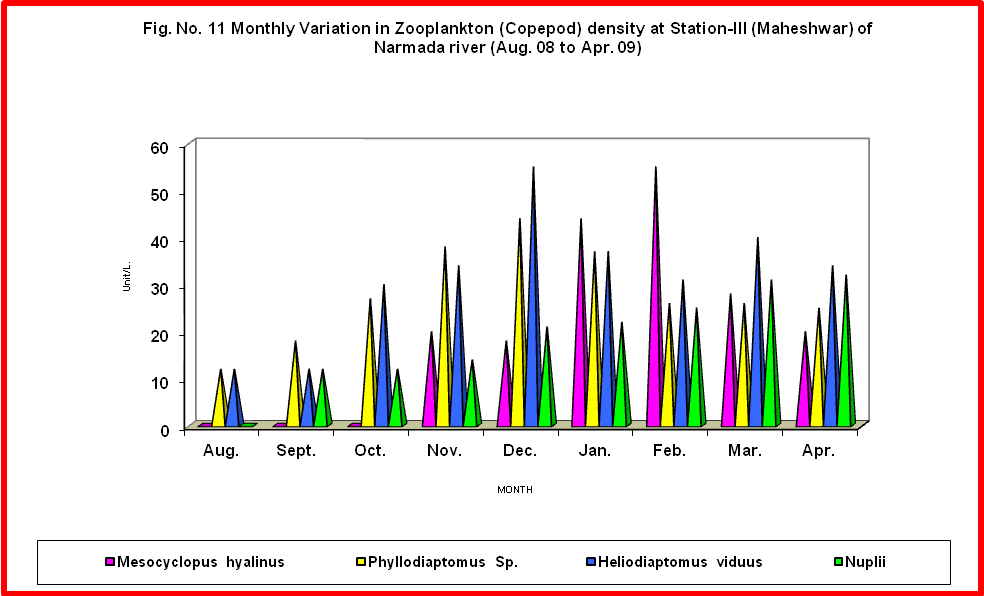 Fig. No. 11 Monthly Variation in Zooplankton (Copepod) density at Station-III (Maheshwar) of
Narmada river (Aug. 08 to Apr. 09)
60
50
40
30
20
10
0
Unit/L.
Aug. Sept. Oct. Nov. Dec. Jan. Feb. Mar. Apr.
MONTH
Mesocyclopus hyalinus Phyllodiaptomus Sp. Heliodiaptomus viduus Nuplii